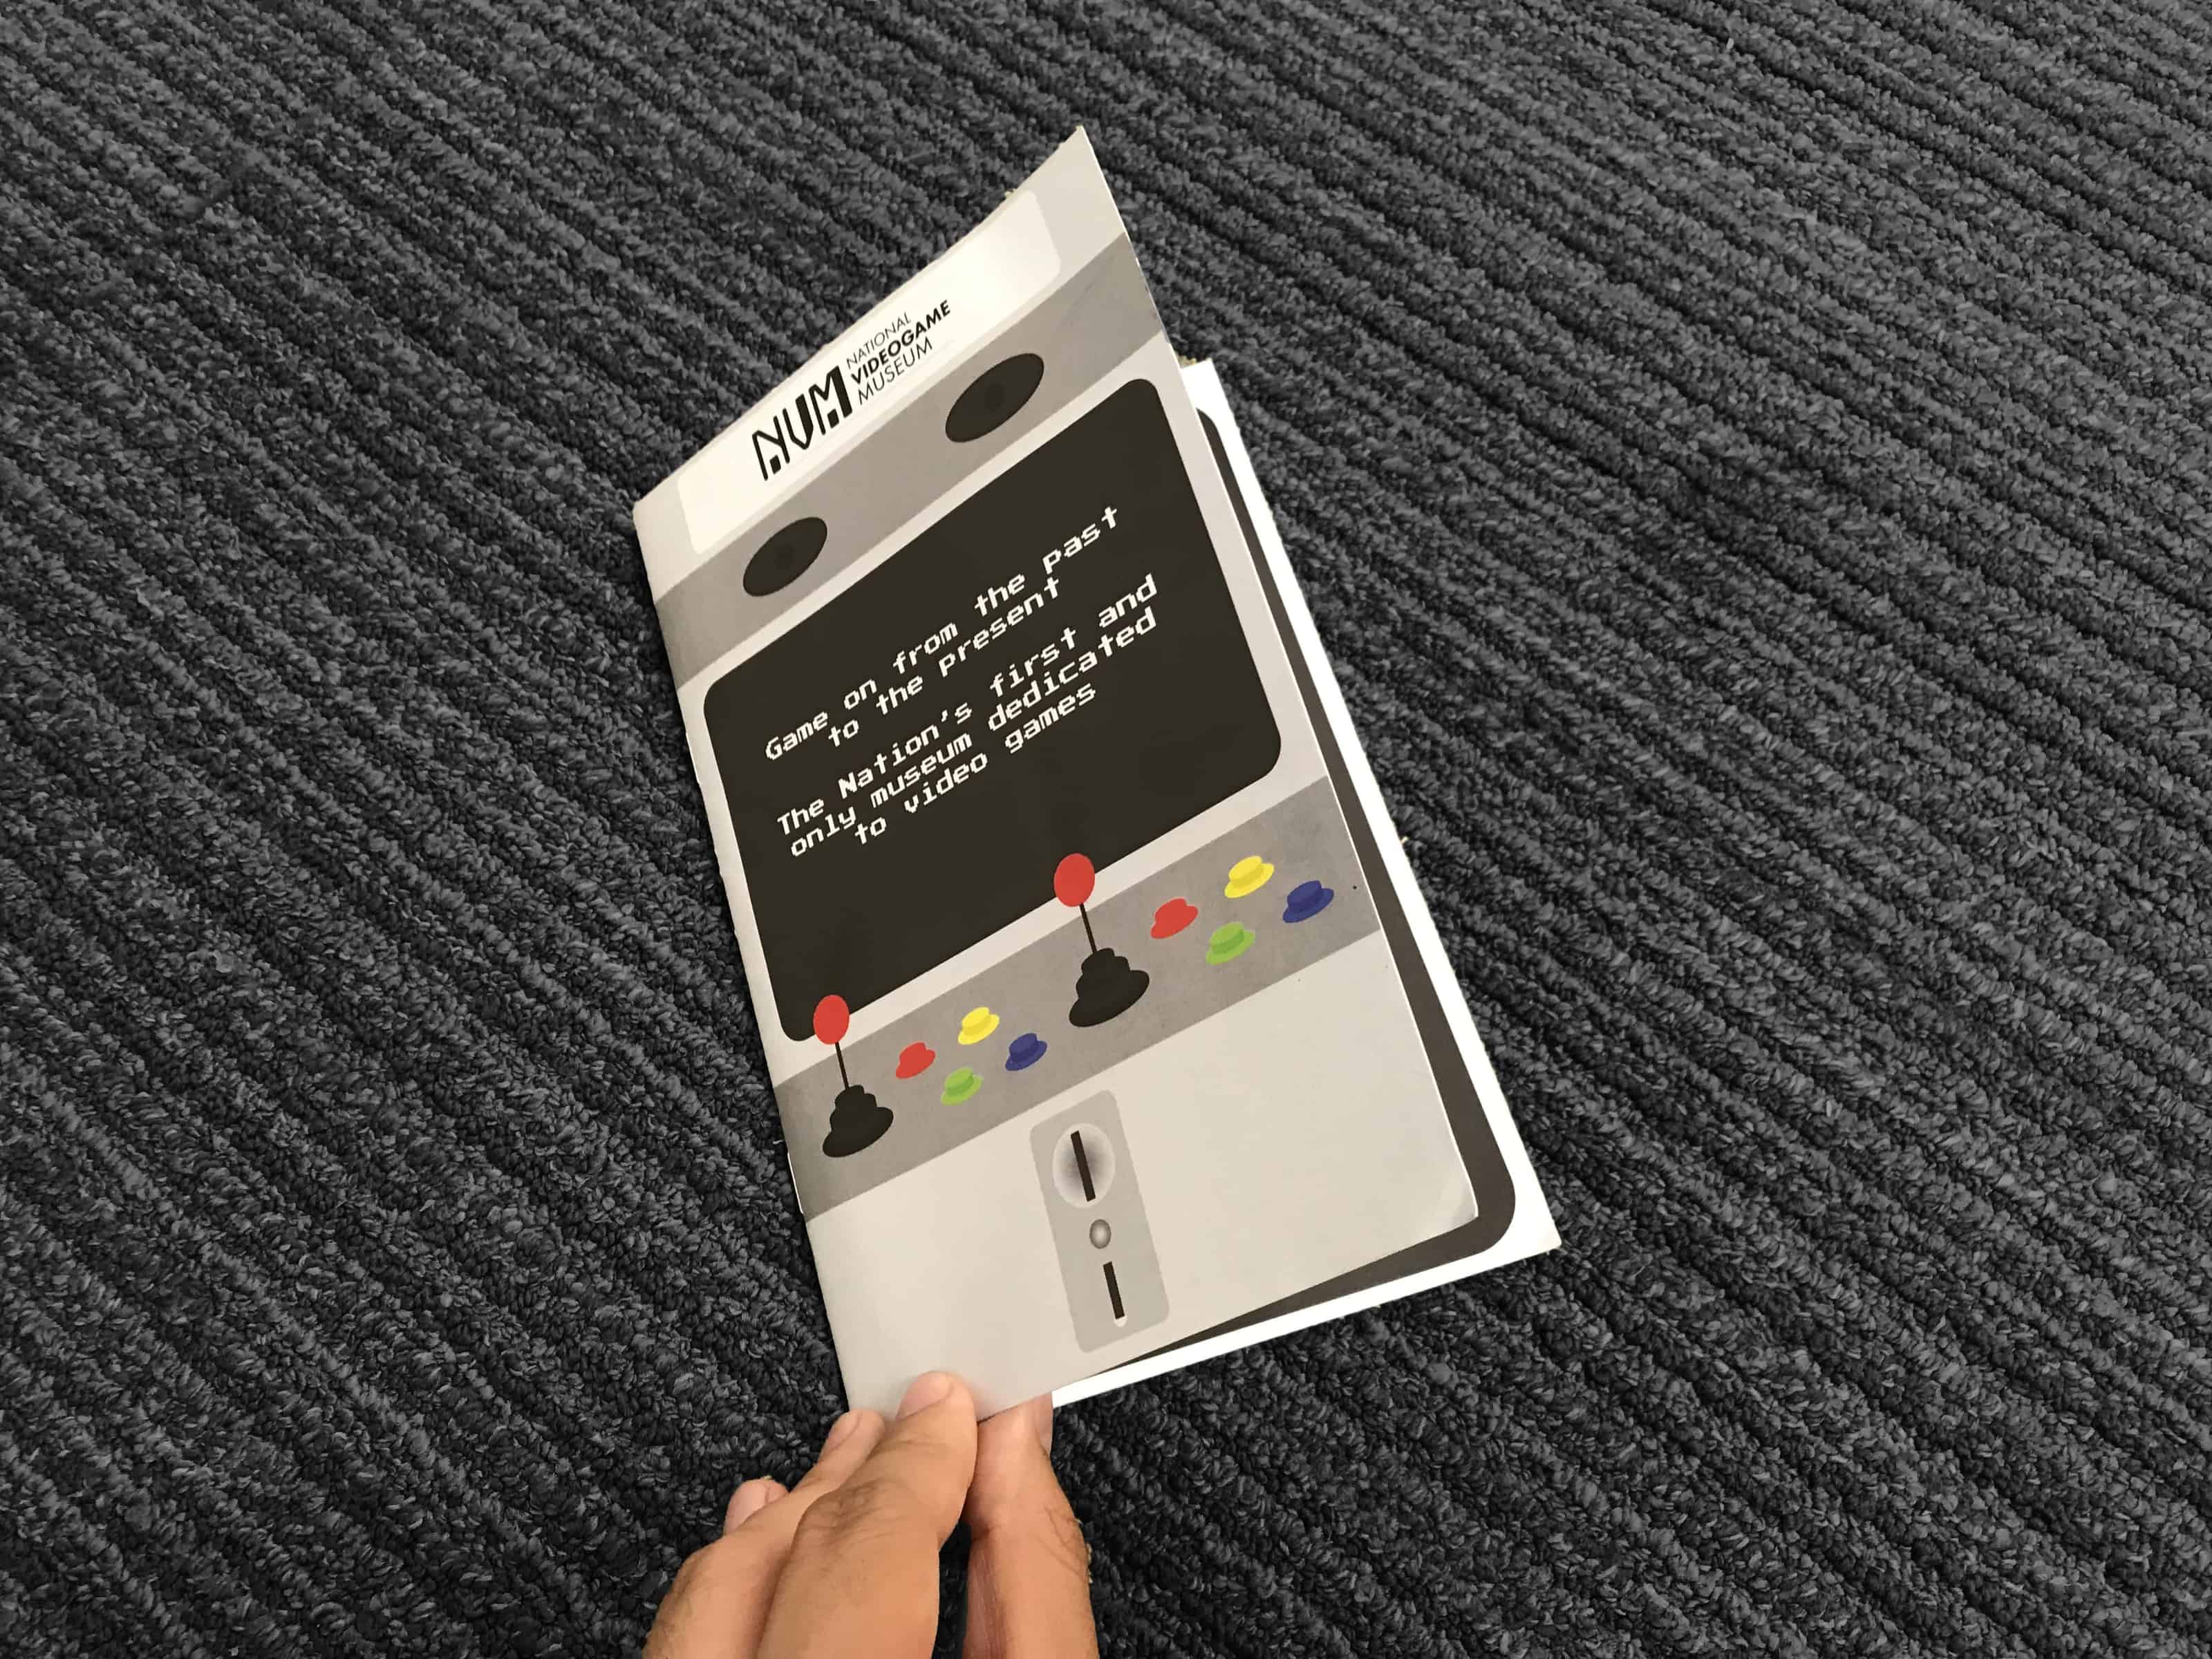 NVM
NATIONAL
VIDEOGAME
MUSEUM
Game on from the past
to the present
The Nation's first and
only museum dedicated
to video games